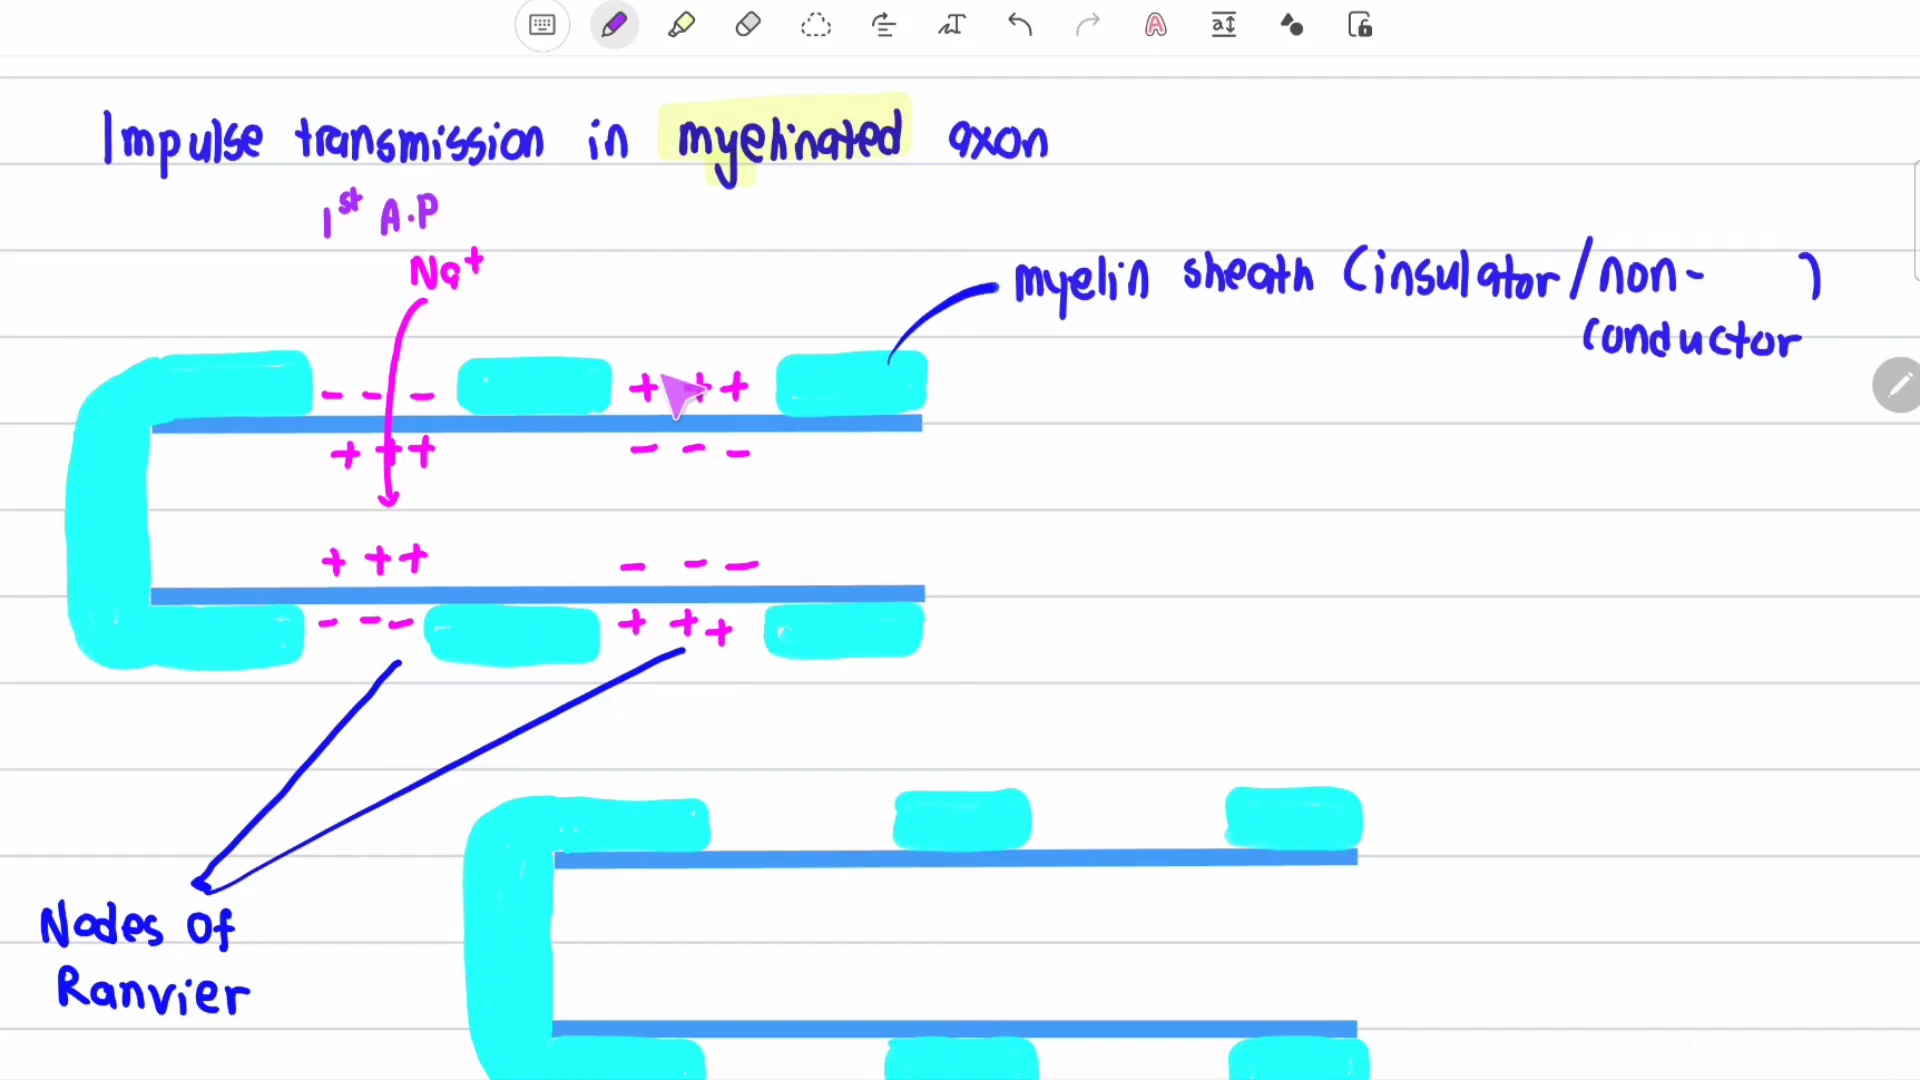 Impulse transmission in myelinated axon
1st A.P
Na+
myelin sheath (insulator/non- )
conductor
- - - + + +
+ + + - - -
+ + + - - -
- - - + + +
Nodes of
Ranvier